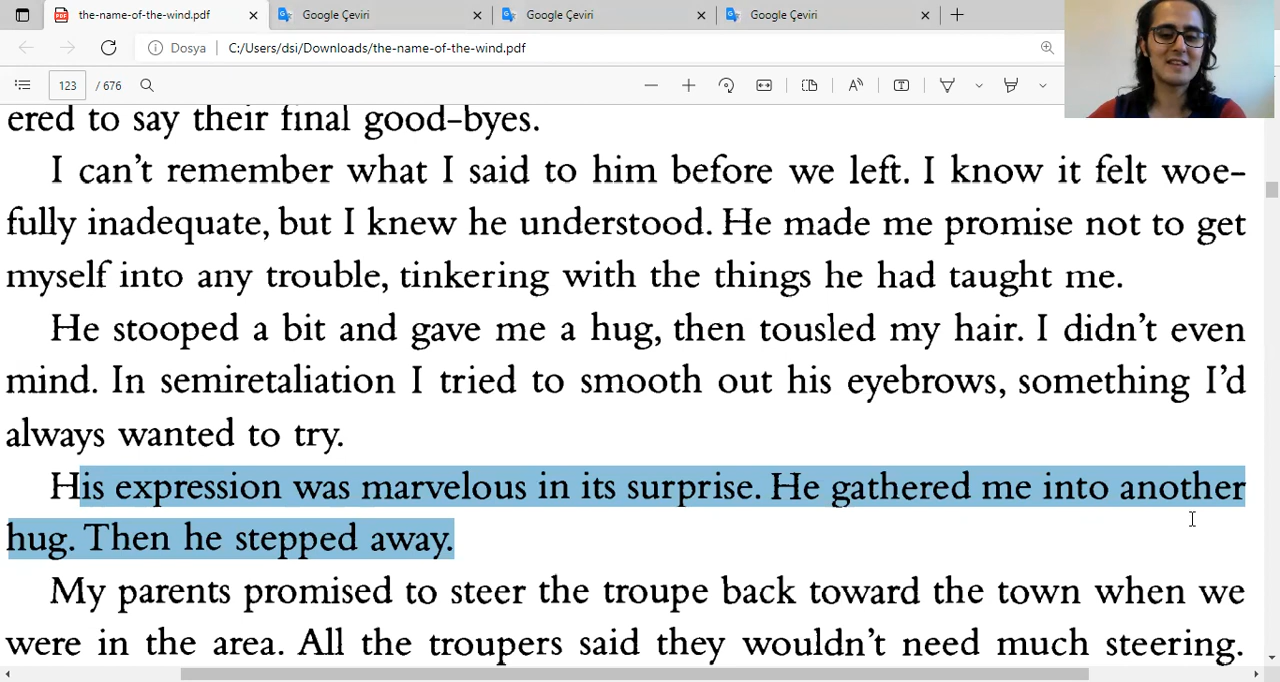 the-name-of-the-wind.pdf
Google Çeviri
Google Çeviri
Google Çeviri
Dosya
C:/Users/dsi/Downloads/the-name-of-the-wind.pdf
123 / 676
ered to say their final good-byes.
I can't remember what I said to him before we left. I know it felt woe-
fully inadequate, but I knew he understood. He made me promise not to get
myself into any trouble, tinkering with the things he had taught me.
He stooped a bit and gave me a hug, then tousled my hair. I didn't even
mind. In semiretaliation I tried to smooth out his eyebrows, something I'd
always wanted to try.
His expression was marvelous in its surprise. He gathered me into another
hug. Then he stepped away.
My parents promised to steer the troupe back toward the town when we
were in the area. All the troupers said they wouldn't need much steering.